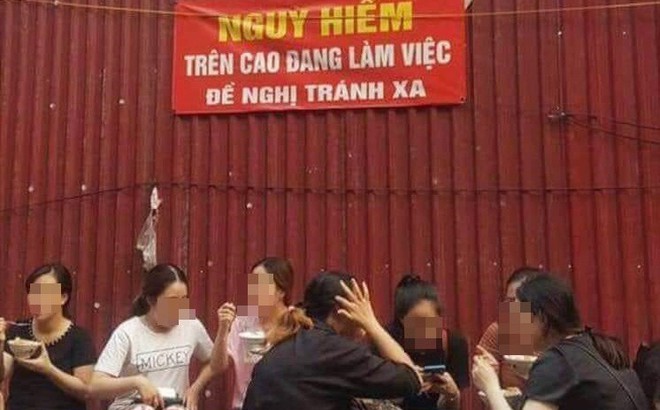 NGUY HIỂM
TRÊN CAO ĐANG LÀM VIỆC
ĐỀ NGHỊ TRÁNH XA
MICKEY